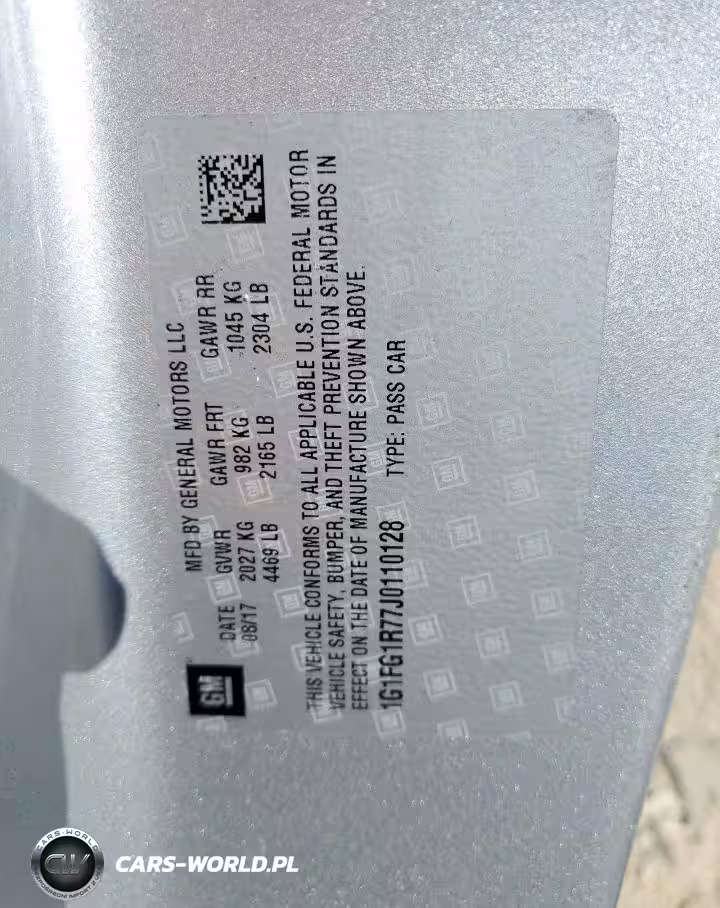 GM
MFD BY GENERAL MOTORS LLC
DATE GVWR GAWR FRT GAWR RR
08/17 2027 KG 982 KG 1045 KG
4469 LB 2165 LB 2304 LB
THIS VEHICLE CONFORMS TO ALL APPLICABLE U.S. FEDERAL MOTOR
VEHICLE SAFETY, BUMPER, AND THEFT PREVENTION STANDARDS IN
EFFECT ON THE DATE OF MANUFACTURE SHOWN ABOVE.
1G1FG1R77J0110128 TYPE: PASS CAR
CARS-WORLD
CW
CARS-WORLD.PL